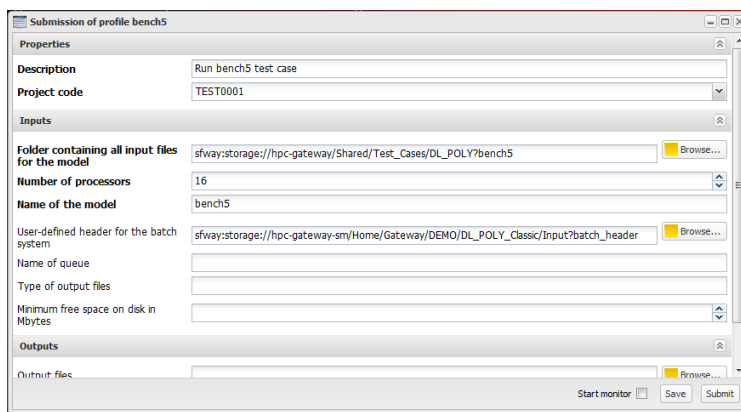 Submission of profile bench5
Properties
Description
Run bench5 test case
Project code
TEST0001
Inputs
Folder containing all input files
for the model
sfway:storage://hpc-gateway/Shared/Test_Cases/DL_POLY?bench5
Browse...
Number of processors
16
Name of the model
bench5
User-defined header for the batch
system
sfway:storage://hpc-gateway-sm/Home/Gateway/DEMO/DL_POLY_Classic/Input?batch_header
Browse...
Name of queue
Type of output files
Minimum free space on disk in
Mbytes
Outputs
Output files
Browse...
Start monitor
Save
Submit